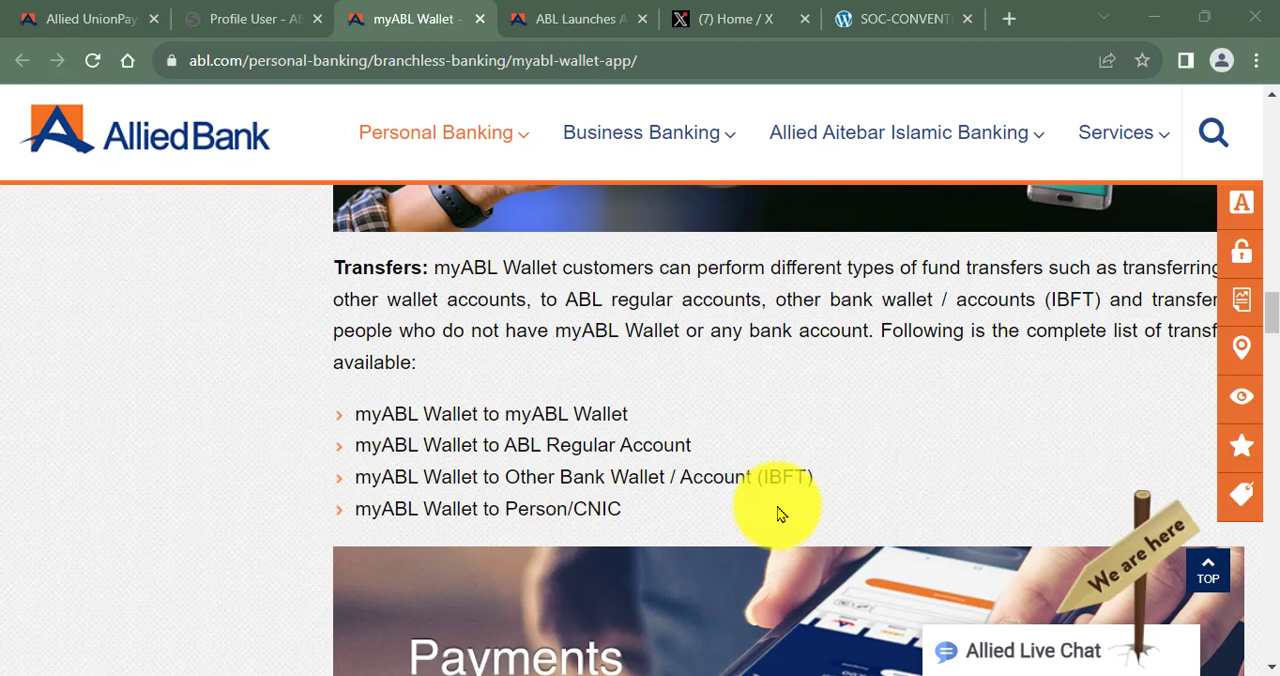 Allied UnionPay
Profile User - AB
myABL Wallet -
ABL Launches A
(7) Home / X
SOC-CONVENT
abl.com/personal-banking/branchless-banking/myabl-wallet-app/
Allied Bank
Personal Banking
Business Banking
Allied Aitebar Islamic Banking
Services
A
Transfers: myABL Wallet customers can perform different types of fund transfers such as transferring
other wallet accounts, to ABL regular accounts, other bank wallet / accounts (IBFT) and transfer
people who do not have myABL Wallet or any bank account. Following is the complete list of transf
available:
myABL Wallet to myABL Wallet
myABL Wallet to ABL Regular Account
myABL Wallet to Other Bank Wallet / Account (IBFT)
myABL Wallet to Person/CNIC
We are here
TOP
Payments
Allied Live Chat